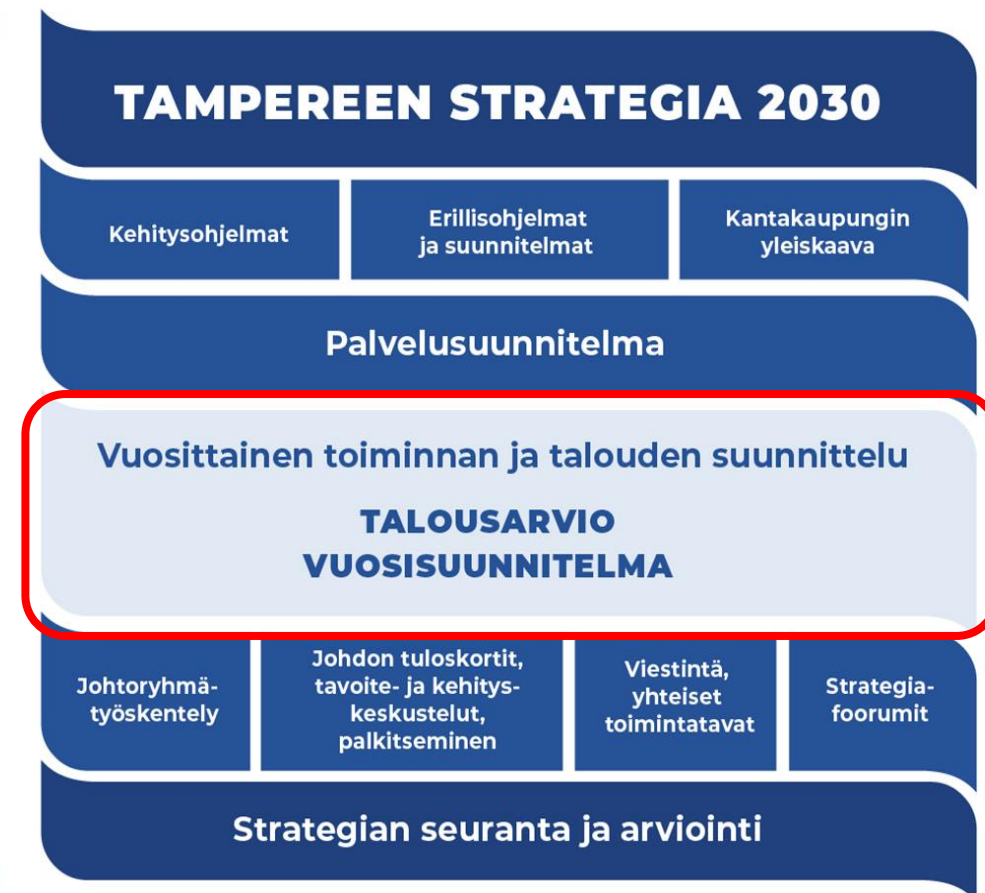 TAMPEREEN STRATEGIA 2030
Kehitysohjelmat
Erillisohjelmat
ja suunnitelmat
Kantakaupungin
yleiskaava
Palvelusuunnitelma
Vuosittainen toiminnan ja talouden suunnittelu
TALOUSARVIO
VUOSISUUNNITELMA
Johtoryhmä-
työskentely
Johdon tuloskortit,
tavoite- ja kehitys-
keskustelut,
palkitseminen
Viestintä,
yhteiset
toimintatavat
Strategia-
foorumit
Strategian seuranta ja arviointi